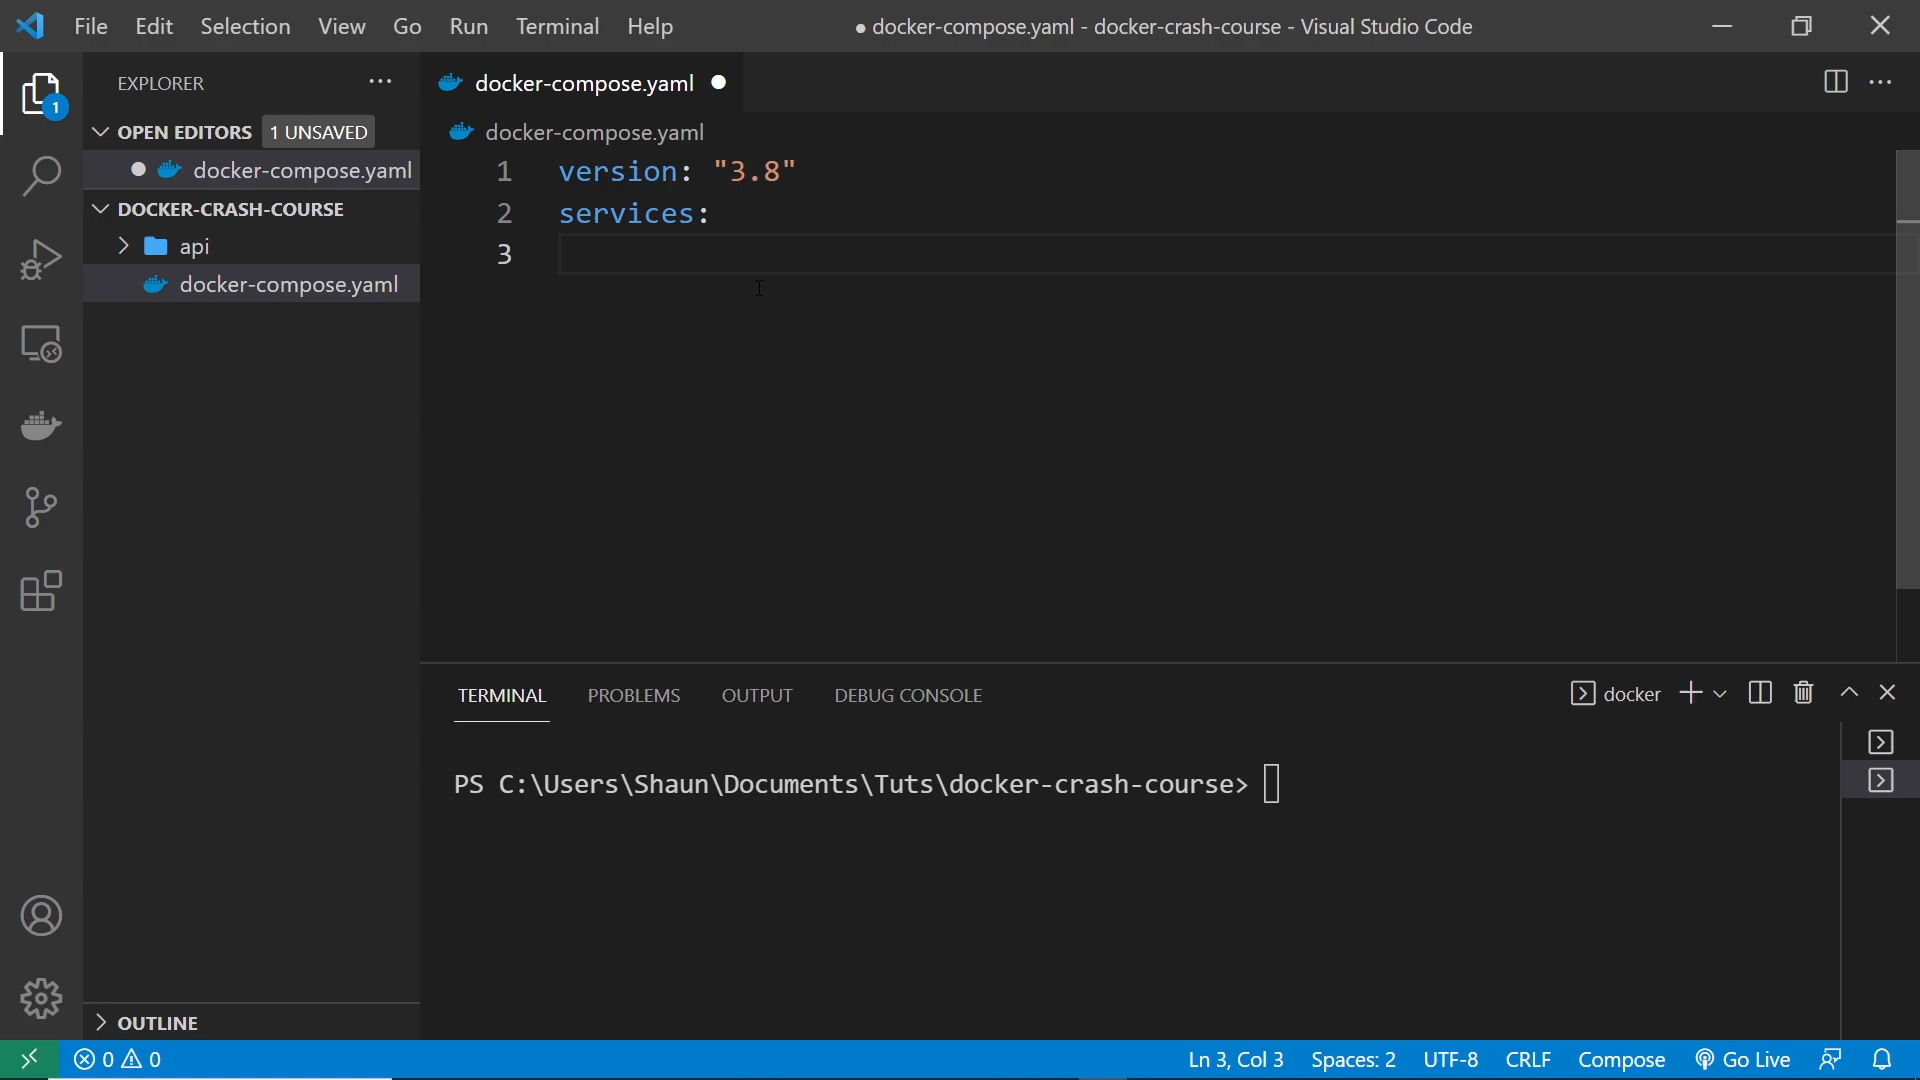 File Edit Selection View Go Run Terminal Help
● docker-compose.yaml - docker-crash-course - Visual Studio Code
EXPLORER
1
OPEN EDITORS 1 UNSAVED
docker-compose.yaml
DOCKER-CRASH-COURSE
api
docker-compose.yaml
OUTLINE
docker-compose.yaml
docker-compose.yaml
1 version: "3.8"
2 services:
3
TERMINAL PROBLEMS OUTPUT DEBUG CONSOLE
docker
PS C:\Users\Shaun\Documents\Tuts\docker-crash-course>
0 0
Ln 3, Col 3 Spaces: 2 UTF-8 CRLF Compose Go Live